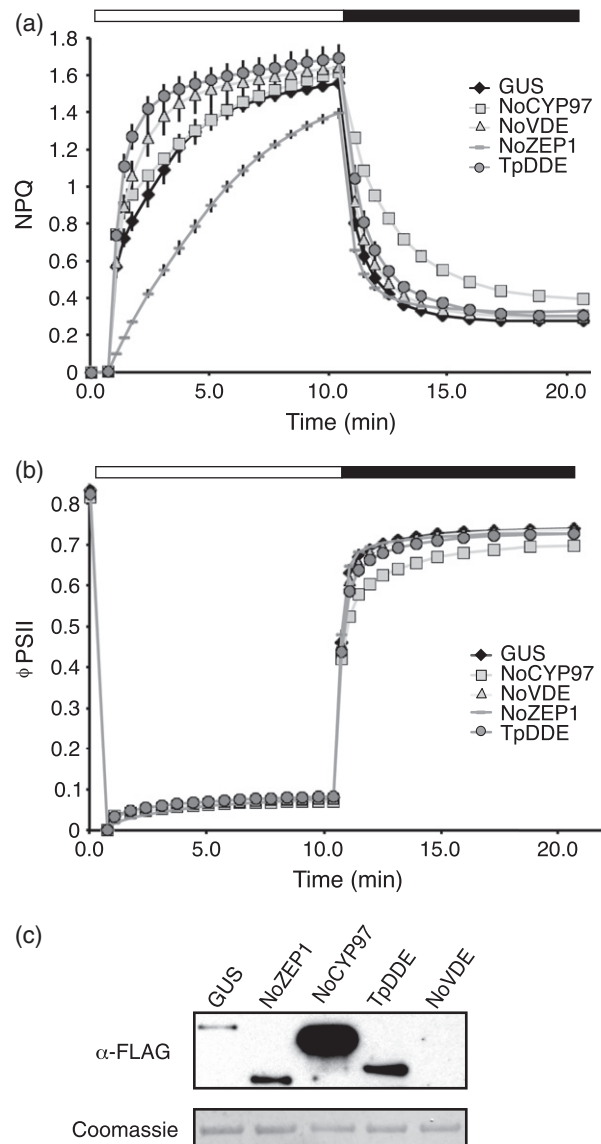 (a)
1.8
1.6
1.4
1.2
1
0.8
0.6
0.4
0.2
0
NPQ
0.0
5.0
10.0
15.0
20.0
Time (min)
GUS
NoCYP97
NoVDE
NoZEP1
TpDDE
(b)
0.8
0.7
0.6
0.5
0.4
0.3
0.2
0.1
0
ϕPSII
0.0
5.0
10.0
15.0
20.0
Time (min)
GUS
NoCYP97
NoVDE
NoZEP1
TpDDE
(c)
GUS
NoZEP1
NoCYP97
TpDDE
NoVDE
α-FLAG
Coomassie